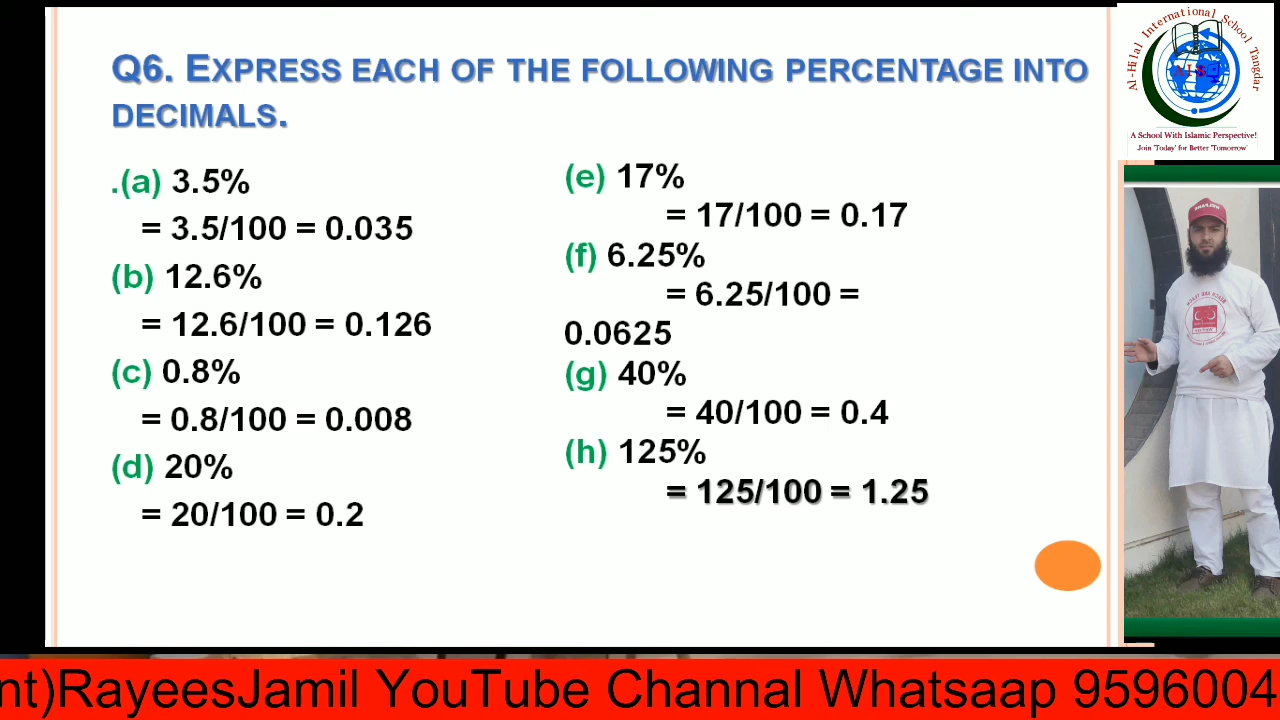 Q6. EXPRESS EACH OF THE FOLLOWING PERCENTAGE INTO
DECIMALS.
.(a) 3.5%
= 3.5/100 = 0.035
(b) 12.6%
= 12.6/100 = 0.126
(c) 0.8%
= 0.8/100 = 0.008
(d) 20%
= 20/100 = 0.2
(e) 17%
= 17/100 = 0.17
(f) 6.25%
= 6.25/100 =
0.0625
(g) 40%
= 40/100 = 0.4
(h) 125%
= 125/100 = 1.25
Al-Hilal International School Tangdar
A School With Islamic Perspective!
Join 'Today' for Better 'Tomorrow'
nt)RayeesJamil YouTube Channal Whatsaap 9596004